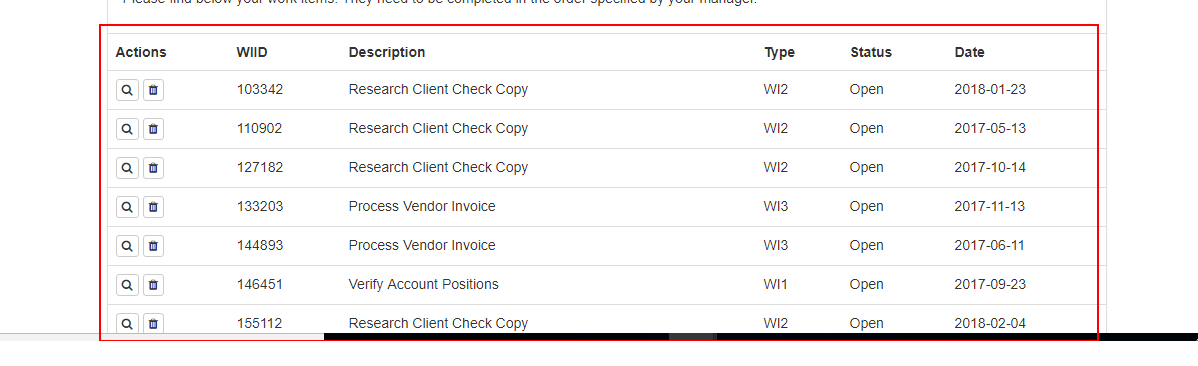 Please find below your work items. They need to be completed in the order specified by your manager.
Actions WIID Description Type Status Date
103342 Research Client Check Copy WI2 Open 2018-01-23
110902 Research Client Check Copy WI2 Open 2017-05-13
127182 Research Client Check Copy WI2 Open 2017-10-14
133203 Process Vendor Invoice WI3 Open 2017-11-13
144893 Process Vendor Invoice WI3 Open 2017-06-11
146451 Verify Account Positions WI1 Open 2017-09-23
155112 Research Client Check Copy WI2 Open 2018-02-04